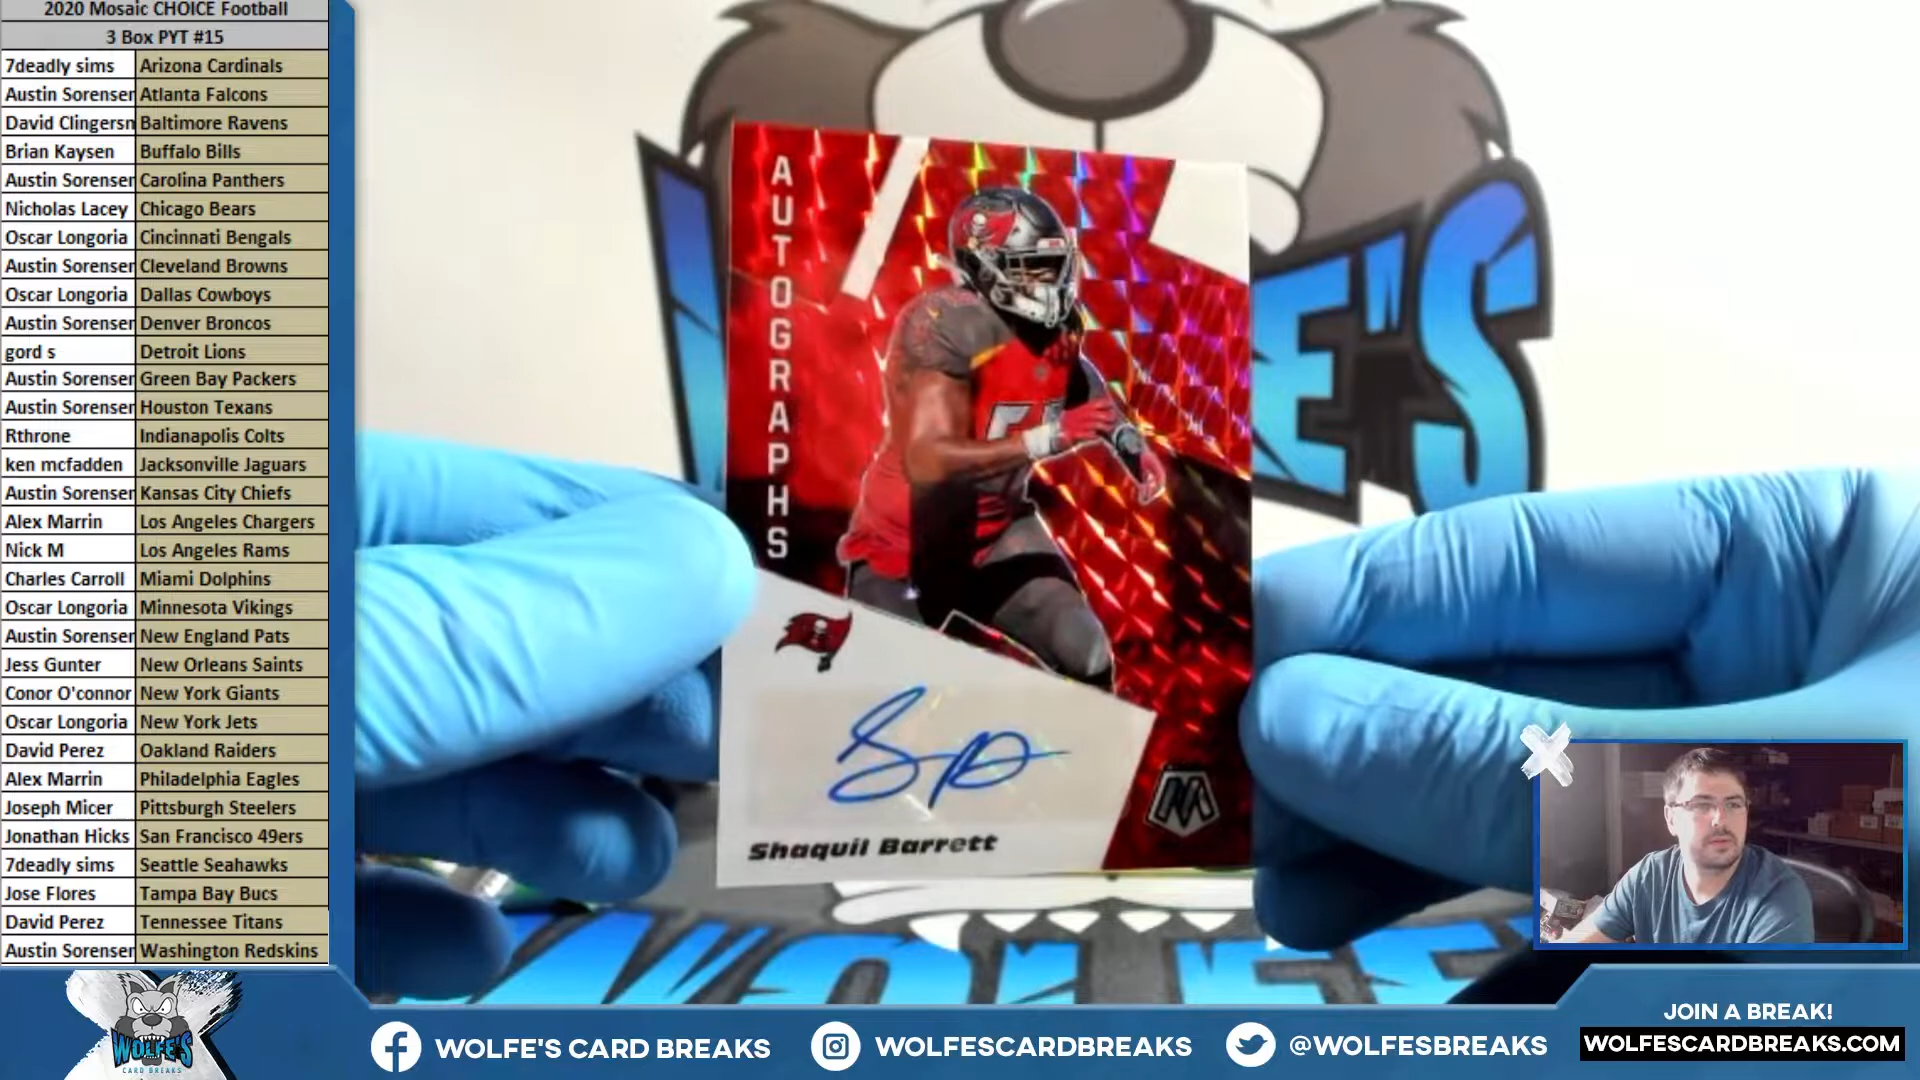 2020 Mosaic CHOICE Football
3 Box PYT #15
7deadly sims Arizona Cardinals
Austin Sorenser Atlanta Falcons
David Clingersn Baltimore Ravens
Brian Kaysen Buffalo Bills
Austin Sorenser Carolina Panthers
Nicholas Lacey Chicago Bears
Oscar Longoria Cincinnati Bengals
Austin Sorenser Cleveland Browns
Oscar Longoria Dallas Cowboys
Austin Sorenser Denver Broncos
gord s Detroit Lions
Austin Sorenser Green Bay Packers
Austin Sorenser Houston Texans
Rthrone Indianapolis Colts
ken mcfadden Jacksonville Jaguars
Austin Sorenser Kansas City Chiefs
Alex Marrin Los Angeles Chargers
Nick M Los Angeles Rams
Charles Carroll Miami Dolphins
Oscar Longoria Minnesota Vikings
Austin Sorenser New England Pats
Jess Gunter New Orleans Saints
Conor O'connor New York Giants
Oscar Longoria New York Jets
David Perez Oakland Raiders
Alex Marrin Philadelphia Eagles
Joseph Micer Pittsburgh Steelers
Jonathan Hicks San Francisco 49ers
7deadly sims Seattle Seahawks
Jose Flores Tampa Bay Bucs
David Perez Tennessee Titans
Austin Sorenser Washington Redskins
AUTOGRAPHS
Shaquil Barrett
E'S
WOLFE'S
CARD BREAKS
WOLFE'S CARD BREAKS
WOLFESCARDBREAKS
@WOLFESBREAKS
JOIN A BREAK!
WOLFESCARDBREAKS.COM